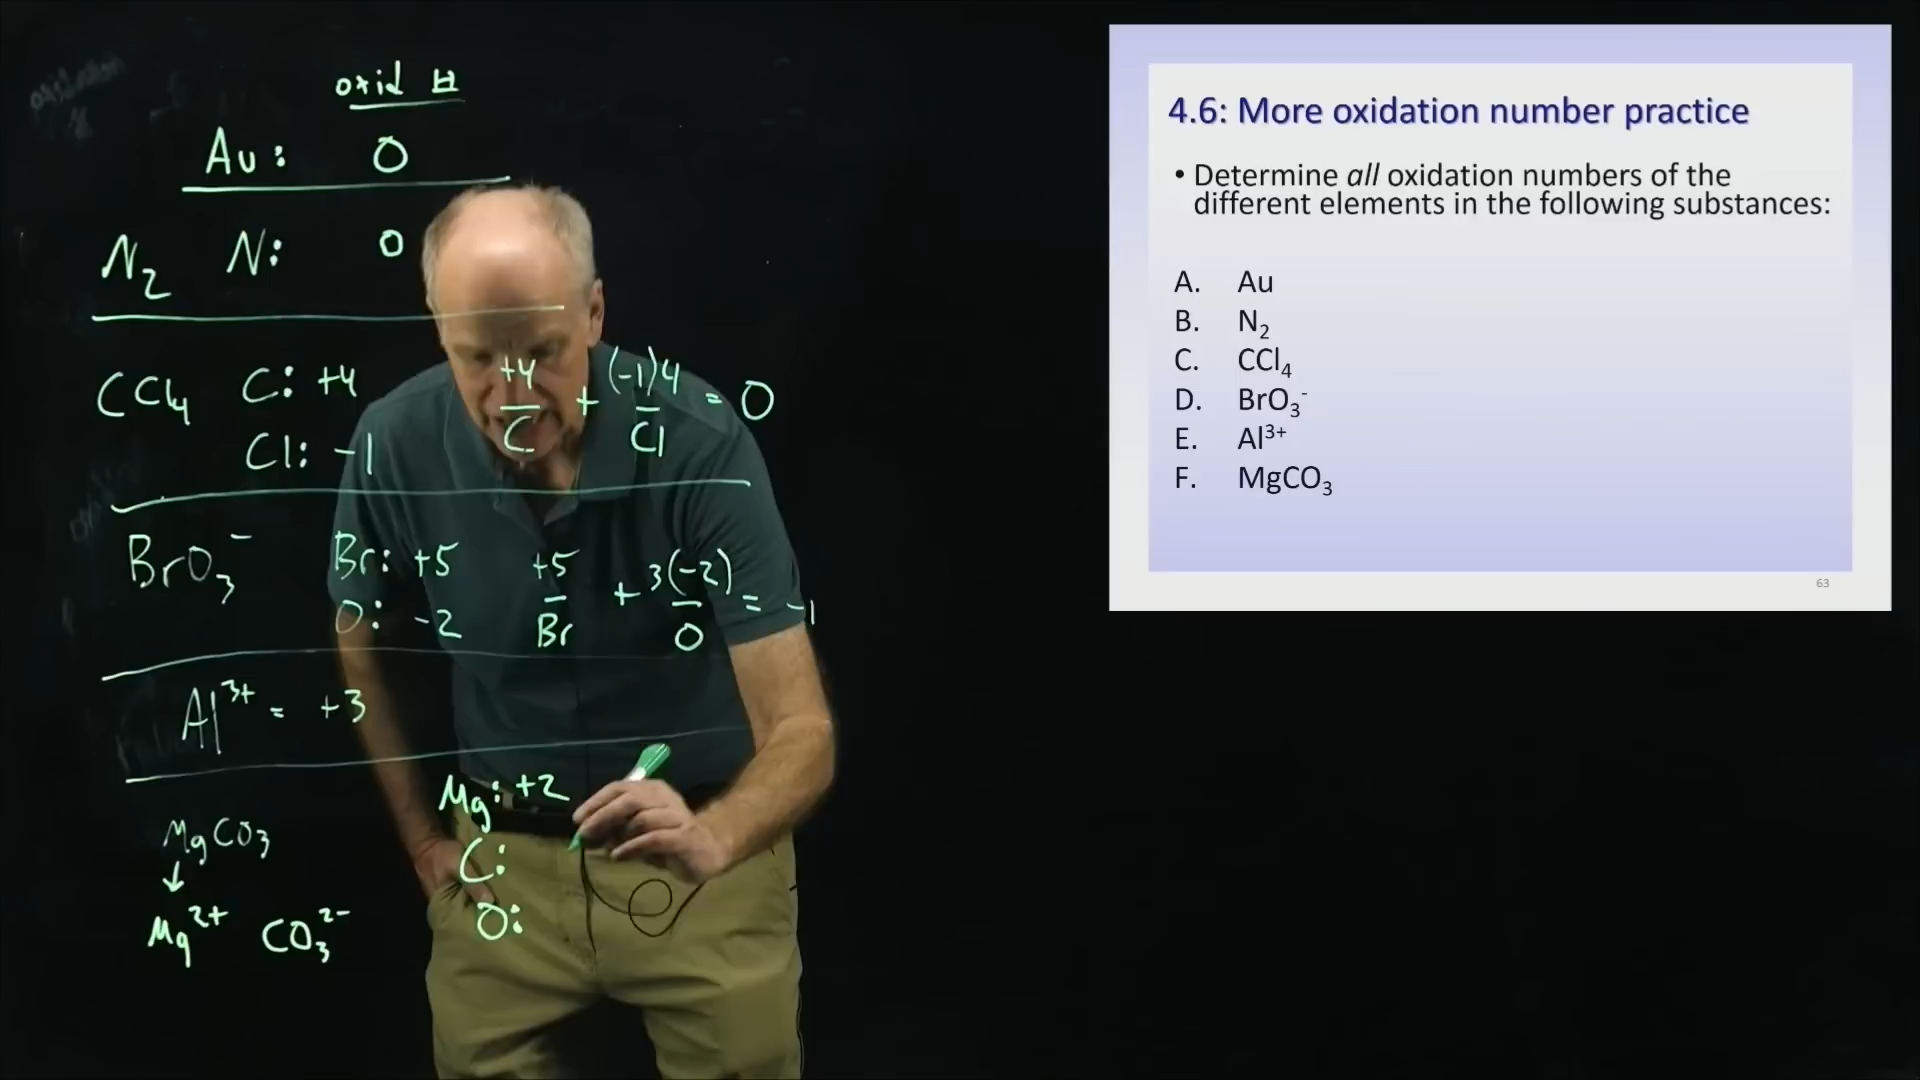 oxid #
Au: 0
N₂ N: 0
CCl₄ C: +4 +4/C + (-1)4/Cl = 0
Cl: -1
BrO₃⁻ Br: +5 +5/Br + 3(-2)/O = -1
O: -2
Al³⁺ = +3
MgCO₃ Mg: +2
↓ C:
Mg²⁺ CO₃²⁻ O:
4.6: More oxidation number practice
• Determine all oxidation numbers of the
different elements in the following substances:
A. Au
B. N₂
C. CCl₄
D. BrO₃⁻
E. Al³⁺
F. MgCO₃
63